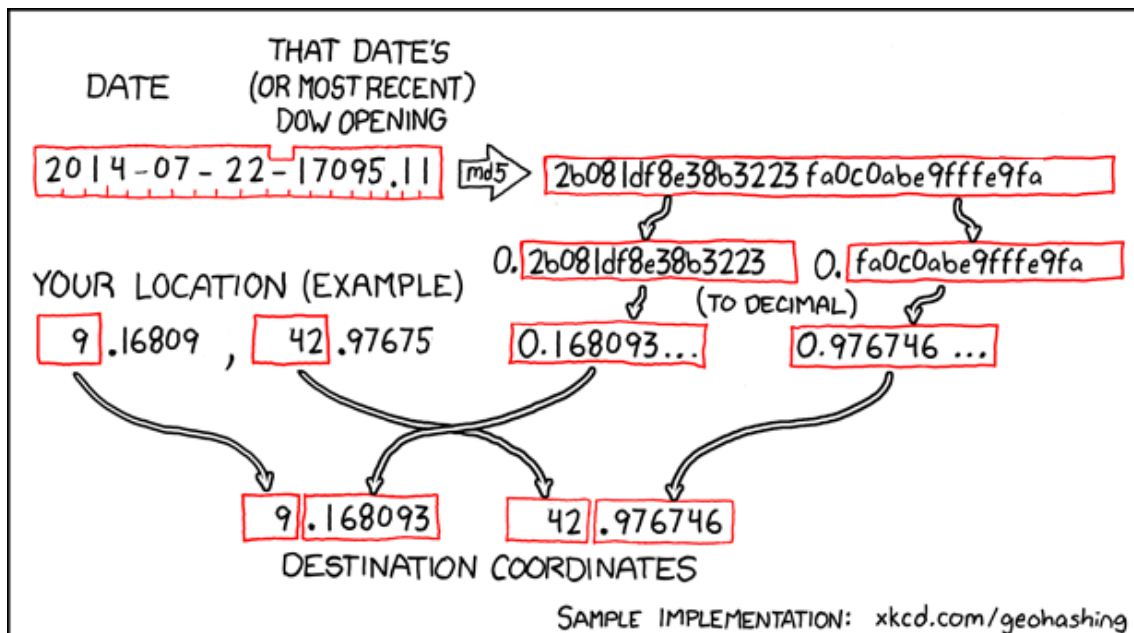 DATE
THAT DATE'S
(OR MOST RECENT)
DOW OPENING
2014-07-22-17095.11
md5
2b081df8e38b3223fa0c0abe9fffe9fa
0.2b081df8e38b3223
0.fa0c0abe9fffe9fa
(TO DECIMAL)
YOUR LOCATION (EXAMPLE)
9.16809, 42.97675
0.168093...
0.976746...
9.168093
42.976746
DESTINATION COORDINATES
SAMPLE IMPLEMENTATION: xkcd.com/geohashing